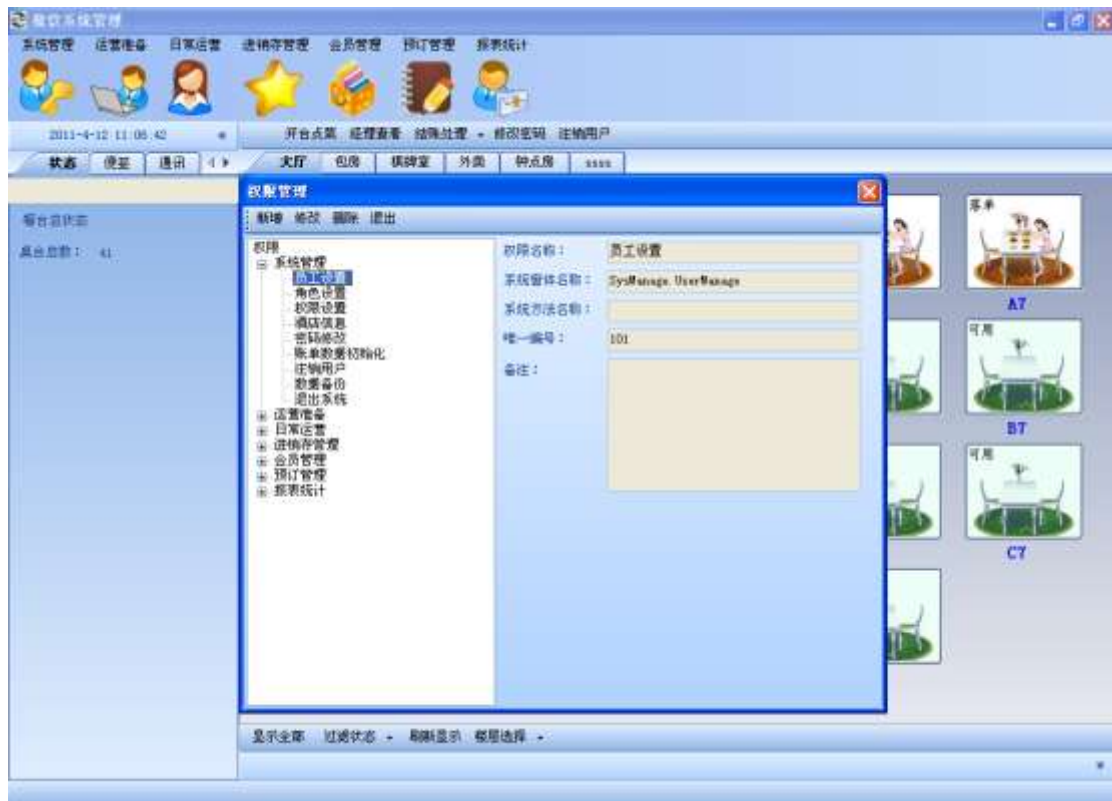 餐饮系统管理
系统管理 运营准备 日常运营 进销存管理 会员管理 预订管理 报表统计
2011-4-12 11:06:42
开台点菜 经理查看 结账处理 修改密码 注销用户
状态 便签 通讯
大厅 包房 棋牌室 外卖 钟点房 ssss
权限管理
新增 修改 删除 退出
权限
系统管理
员工设置
角色设置
权限设置
酒店信息
密码修改
账单数据初始化
注销用户
数据备份
退出系统
运营准备
日常运营
进销存管理
会员管理
预订管理
报表统计
权限名称： 员工设置
系统窗体名称： SysManage.UserManage
系统方法名称：
唯一编号： 101
备注：
餐台总状态
桌台总数： 41
落单
A7
可用
B7
可用
C7
显示全部 过滤状态 刷新显示 楼层选择